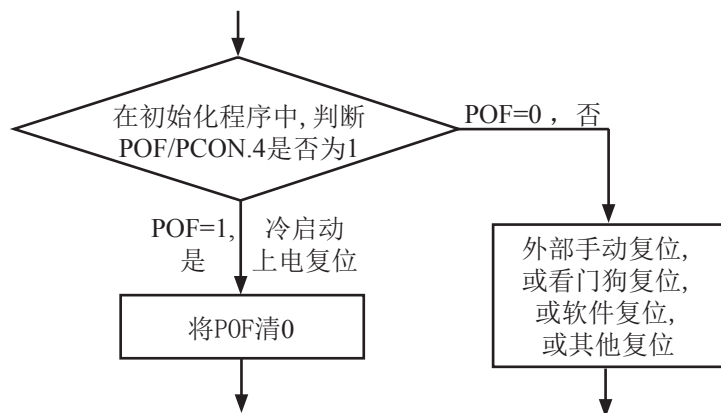 在初始化程序中,判断
POF/PCON.4是否为1
POF=0 ,否
POF=1, 冷启动
是 上电复位
将POF清0
外部手动复位,
或看门狗复位,
或软件复位,
或其他复位